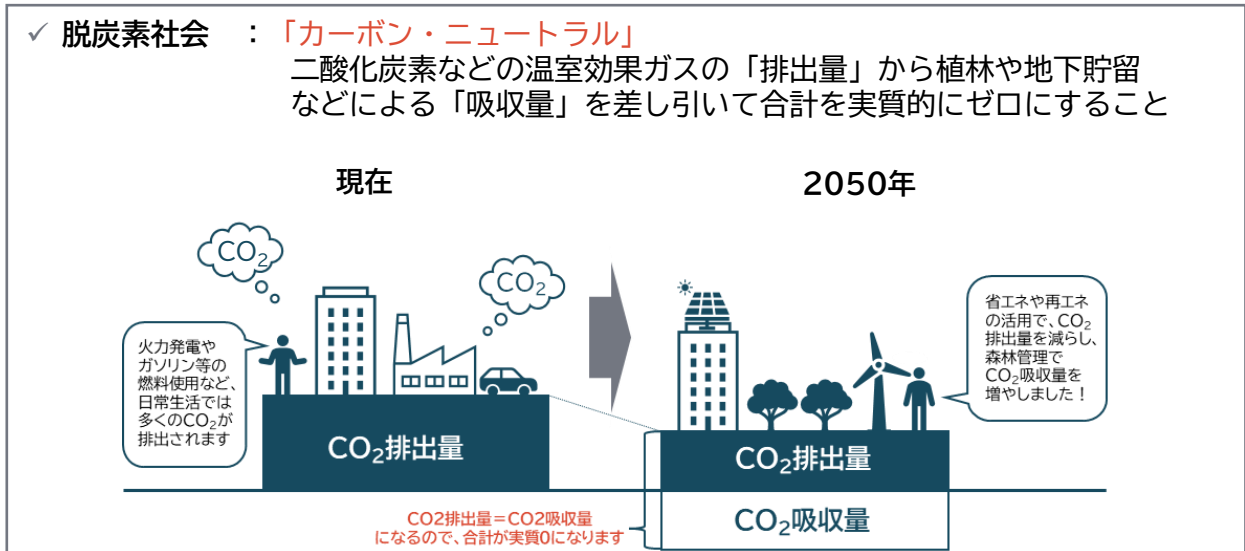 ✓ 脱炭素社会 ： 「カーボン・ニュートラル」
二酸化炭素などの温室効果ガスの「排出量」から植林や地下貯留
などによる「吸収量」を差し引いて合計を実質的にゼロにすること
現在
2050年
CO₂
CO₂
火力発電や
ガソリン等の
燃料使用など、
日常生活では
多くのCO₂が
排出されます
省エネや再エネ
の活用で、CO₂
排出量を減らし、
森林管理で
CO₂吸収量を
増やしました！
CO₂排出量
CO₂排出量
CO2排出量＝CO2吸収量
になるので、合計が実質0になります
CO₂吸収量